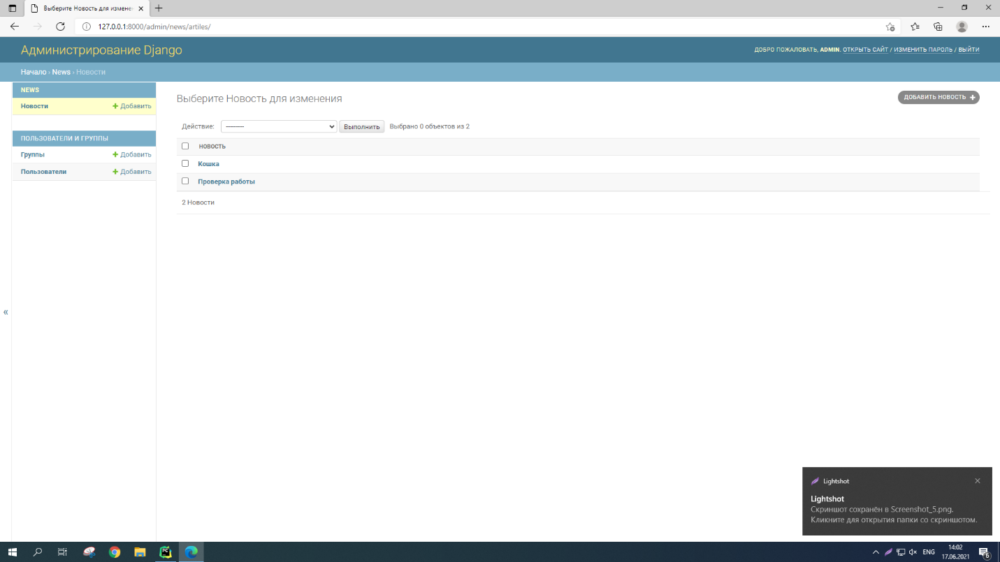 Выберите Новость для изменен
127.0.0.1:8000/admin/news/artiles/
Администрирование Django
ДОБРО ПОЖАЛОВАТЬ, ADMIN. ОТКРЫТЬ САЙТ / ИЗМЕНИТЬ ПАРОЛЬ / ВЫЙТИ
Начало › News › Новости
NEWS
Новости
Добавить
ПОЛЬЗОВАТЕЛИ И ГРУППЫ
Группы
Добавить
Пользователи
Добавить
«
Выберите Новость для изменения
ДОБАВИТЬ НОВОСТЬ
Действие: --------- Выполнить Выбрано 0 объектов из 2
НОВОСТЬ
Кошка
Проверка работы
2 Новости
Lightshot
Lightshot
Скриншот сохранён в Screenshot_5.png.
Кликните для открытия папки со скриншотом.
PC
ENG
14:02
17.06.2021
6